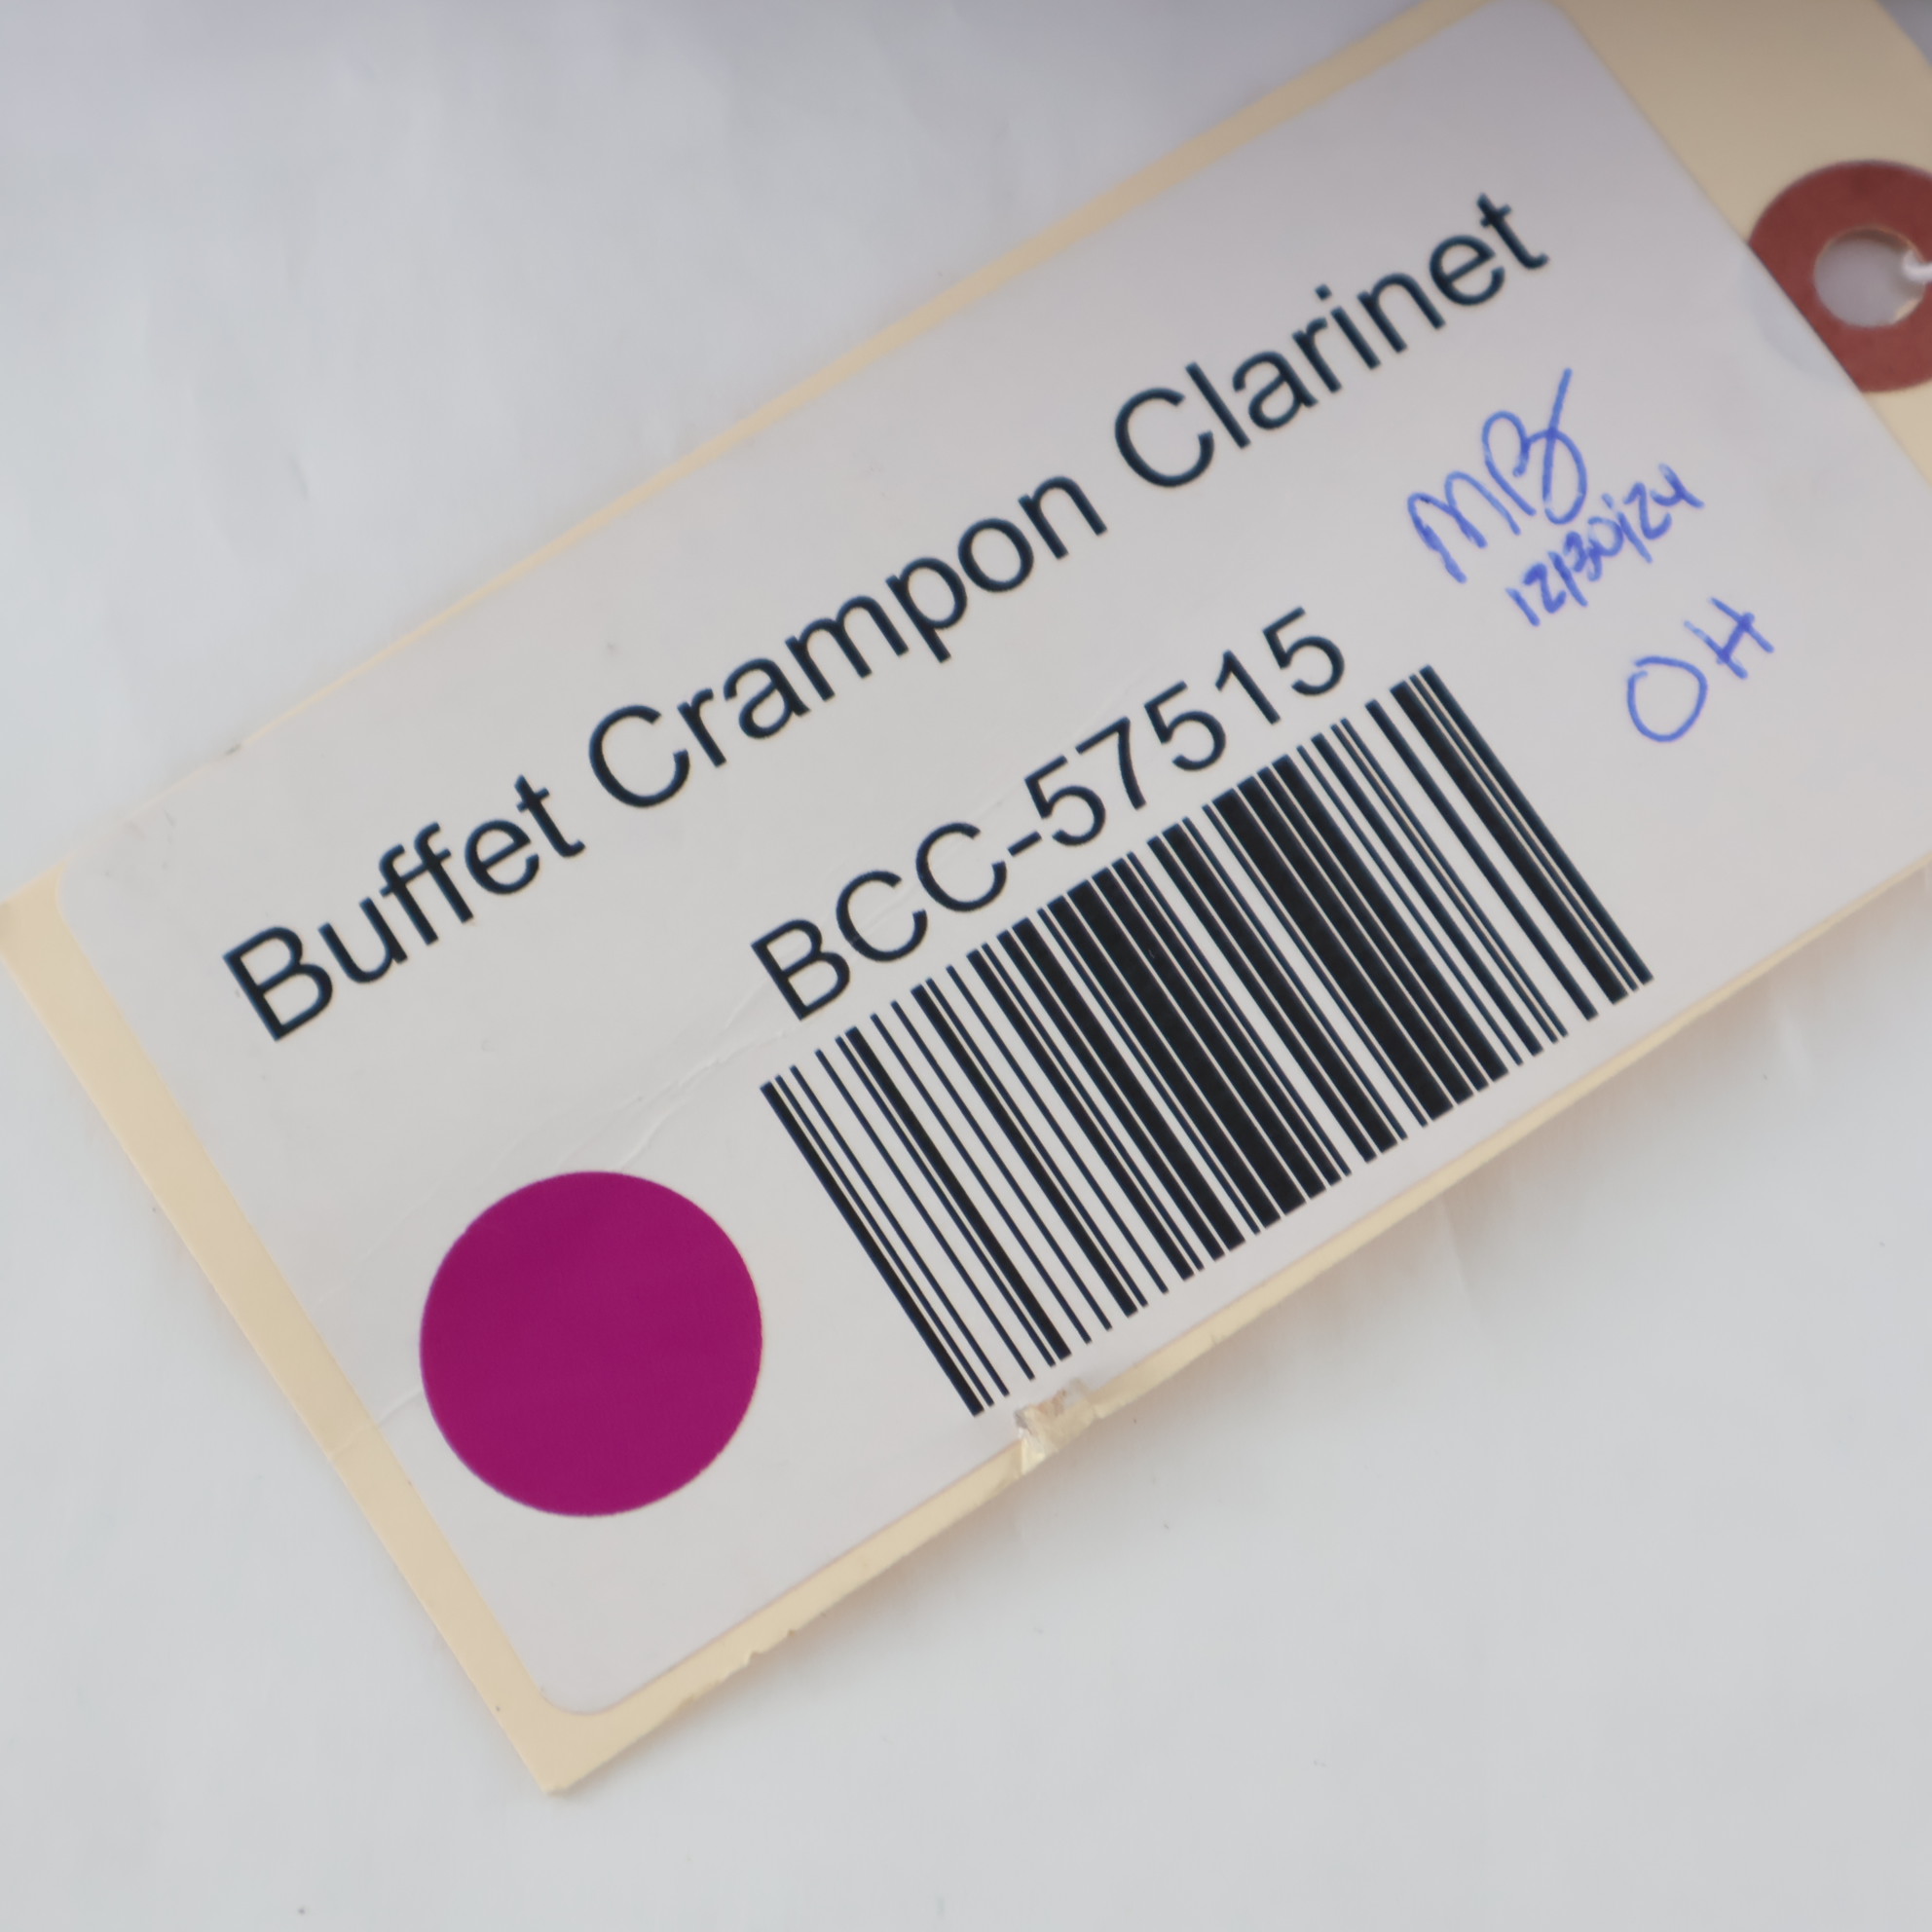 Buffet Crampon Clarinet
BCC-57515
MB
12/30/24
OH